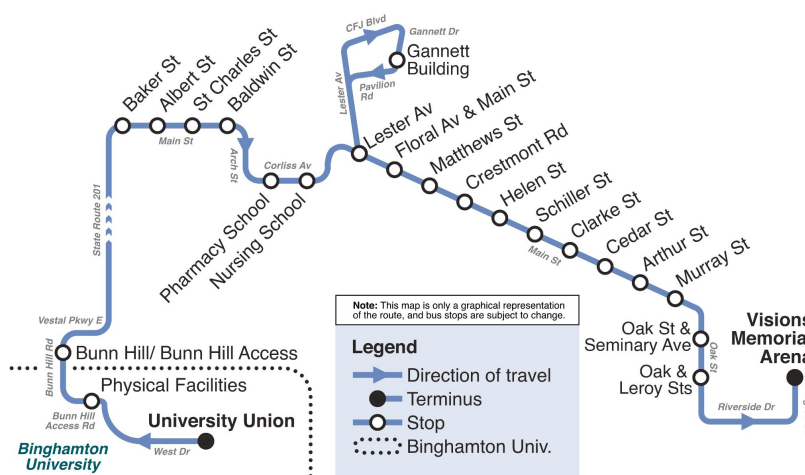 CFJ Blvd
Gannett Dr
Gannett
Building
Pavilion
Rd
Lester Av
Baker St
Albert St
St Charles St
Baldwin St
Main St
Arch St
Corliss Av
Pharmacy School
Nursing School
Lester Av
Floral Av & Main St
Matthews St
Crestmont Rd
Helen St
Schiller St
Clarke St
Cedar St
Arthur St
Murray St
Main St
State Route 201
Vestal Pkwy E
Bunn Hill Rd
Bunn Hill/ Bunn Hill Access
Physical Facilities
Bunn Hill
Access Rd
University Union
West Dr
Binghamton
University
Note: This map is only a graphical representation
of the route, and bus stops are subject to change.
Legend
Direction of travel
Terminus
Stop
Binghamton Univ.
Oak St &
Seminary Ave
Oak &
Leroy Sts
Oak St
Riverside Dr
Visions
Memoria
Arena